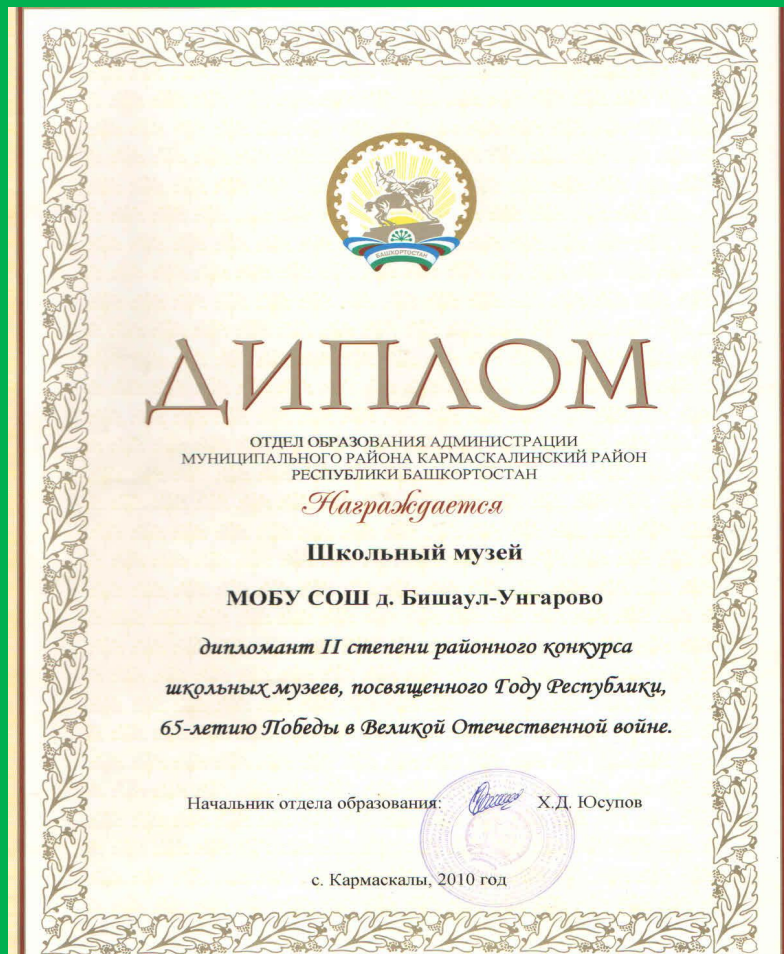 БАШКОРТОСТАН
ДИПЛОМ
ОТДЕЛ ОБРАЗОВАНИЯ АДМИНИСТРАЦИИ
МУНИЦИПАЛЬНОГО РАЙОНА КАРМАСКАЛИНСКИЙ РАЙОН
РЕСПУБЛИКИ БАШКОРТОСТАН
Награждается
Школьный музей
МОБУ СОШ д. Бишаул-Унгарово
дипломант II степени районного конкурса
школьных музеев, посвященного Году Республики,
65-летию Победы в Великой Отечественной войне.
Начальник отдела образования: Х.Д. Юсупов
с. Кармаскалы, 2010 год